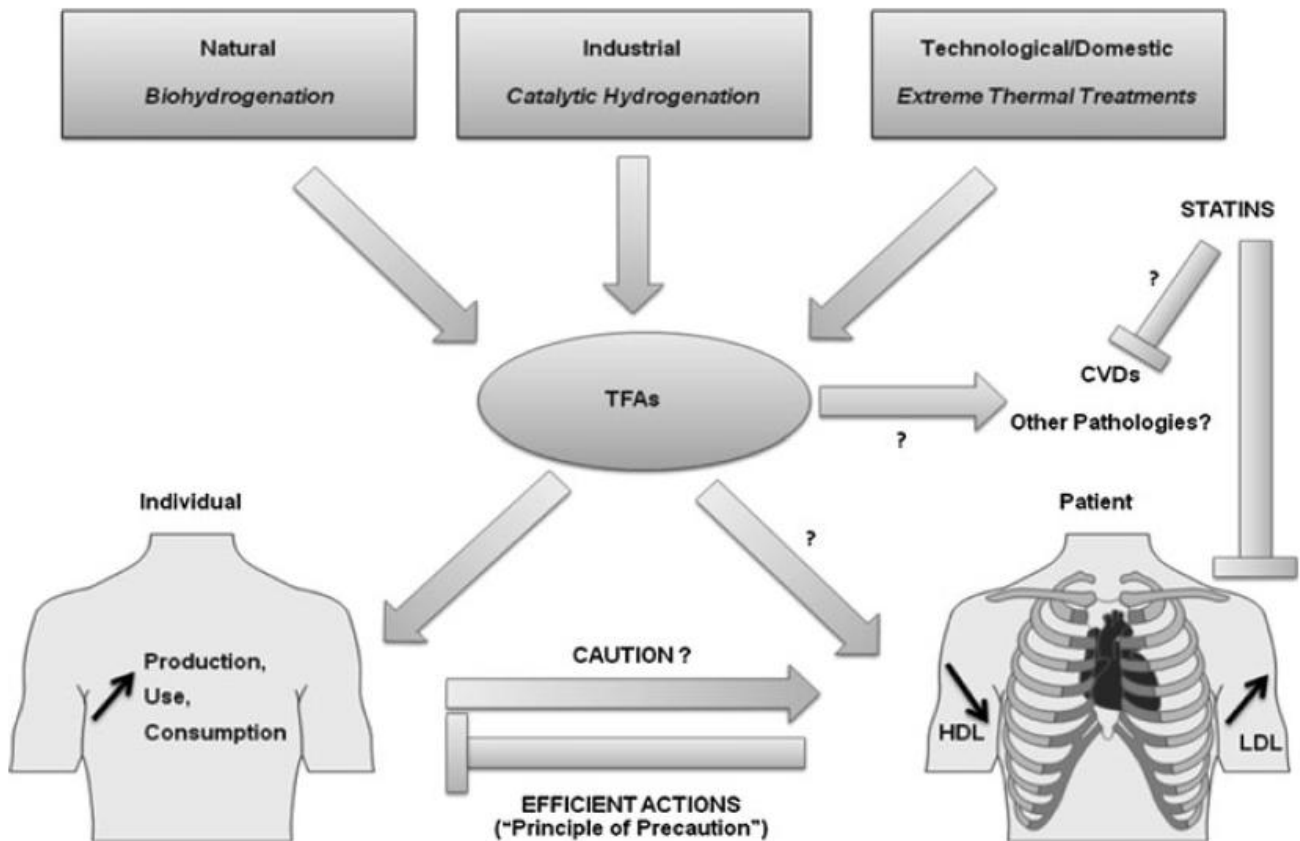 Natural
Biohydrogenation
Industrial
Catalytic Hydrogenation
Technological/Domestic
Extreme Thermal Treatments
STATINS
?
CVDs
Other Pathologies?
TFAs
?
Individual
?
Patient
Production,
Use,
Consumption
CAUTION ?
HDL
LDL
EFFICIENT ACTIONS
("Principle of Precaution")